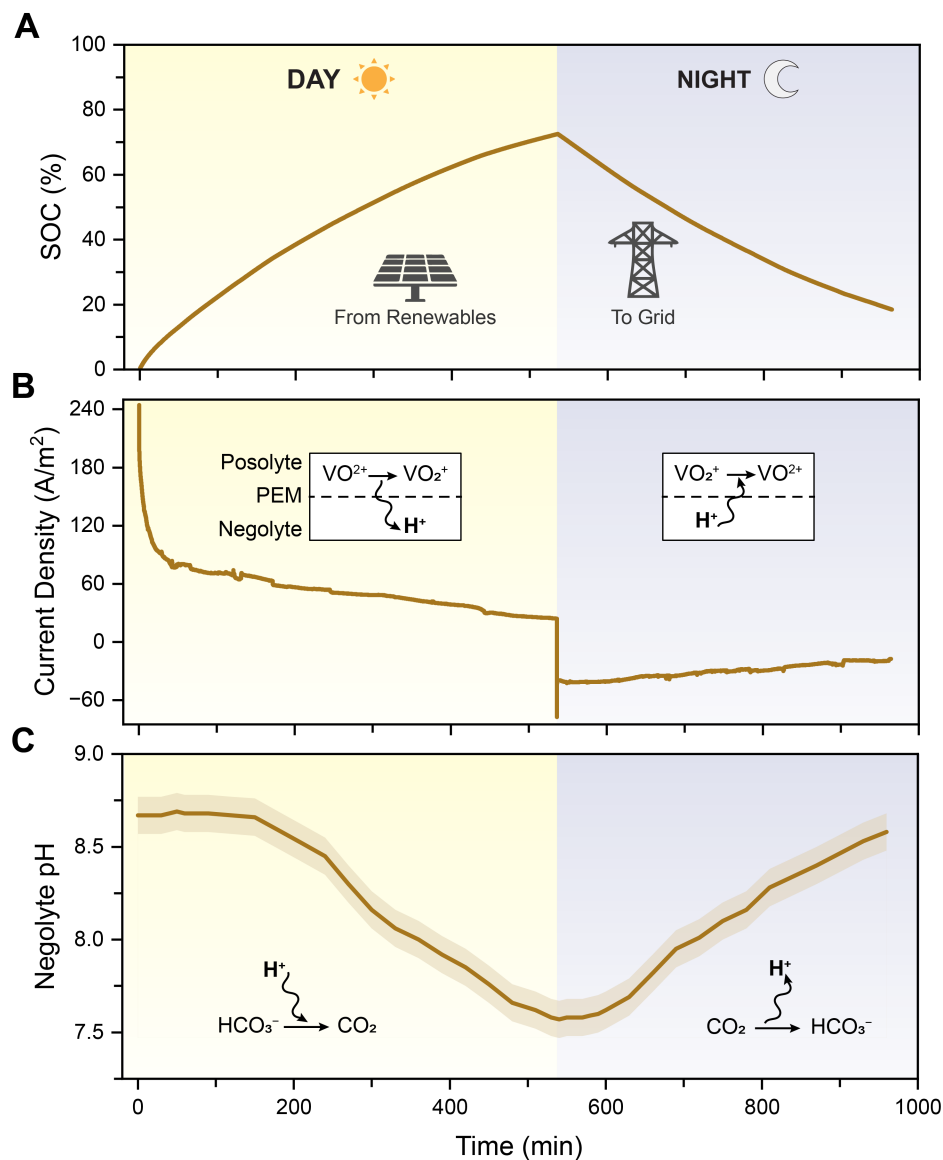 A
100
80
60
40
20
0
SOC (%)
DAY
NIGHT
From Renewables
To Grid
B
240
180
120
60
0
−60
Current Density (A/m²)
Posolyte
PEM
Negolyte
VO²⁺ → VO₂⁺
H⁺
VO₂⁺ → VO²⁺
H⁺
C
9.0
8.5
8.0
7.5
Negolyte pH
H⁺
HCO₃⁻ → CO₂
H⁺
CO₂ → HCO₃⁻
0 200 400 600 800 1000
Time (min)